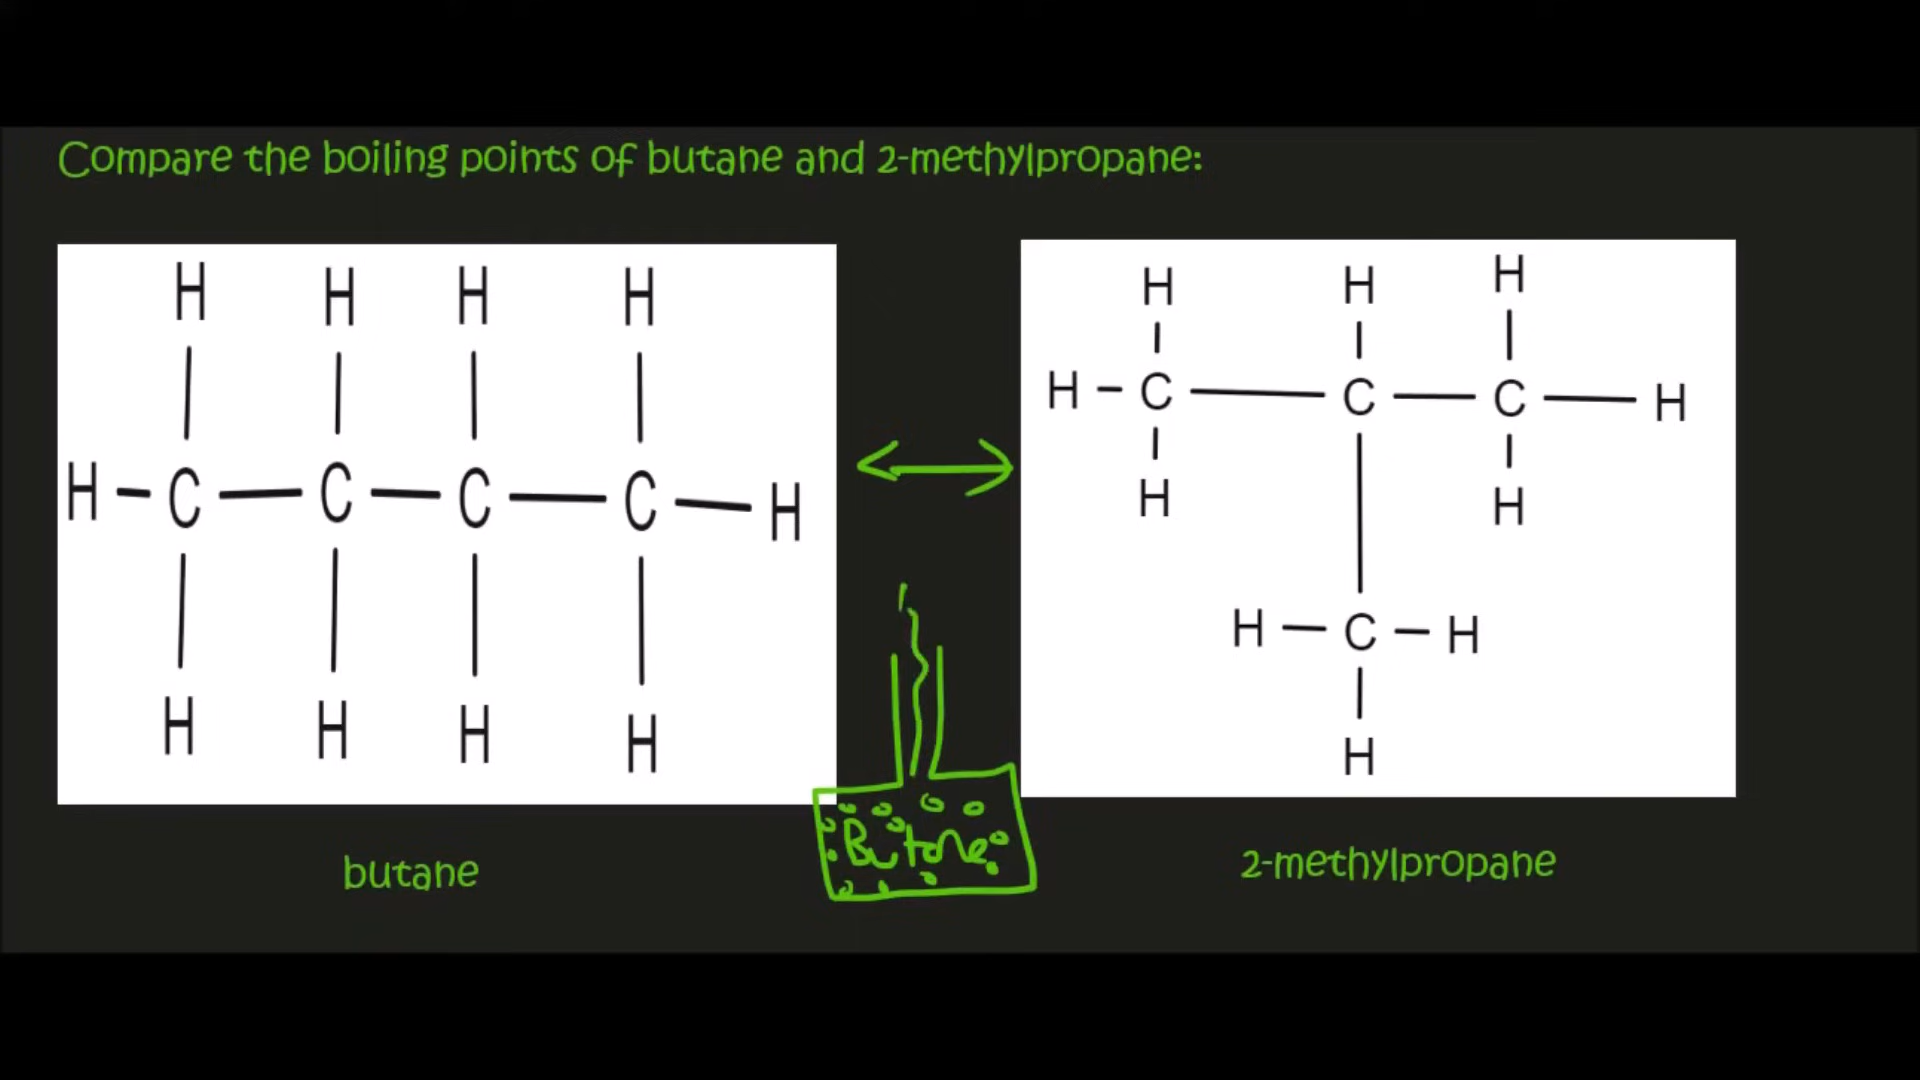 Compare the boiling points of butane and 2-methylpropane:
H H H H
H-C-C-C-C-H
H H H H
H H H
H-C-C-C-H
H H
H-C-H
H
Butane
butane
2-methylpropane